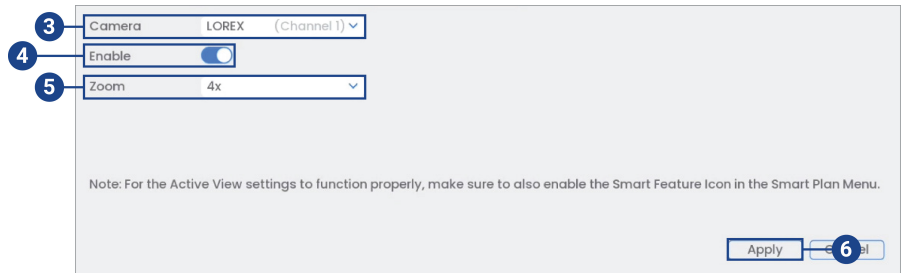 3 Camera LOREX (Channel 1)
4 Enable
5 Zoom 4x
Note: For the Active View settings to function properly, make sure to also enable the Smart Feature Icon in the Smart Plan Menu.
Apply 6